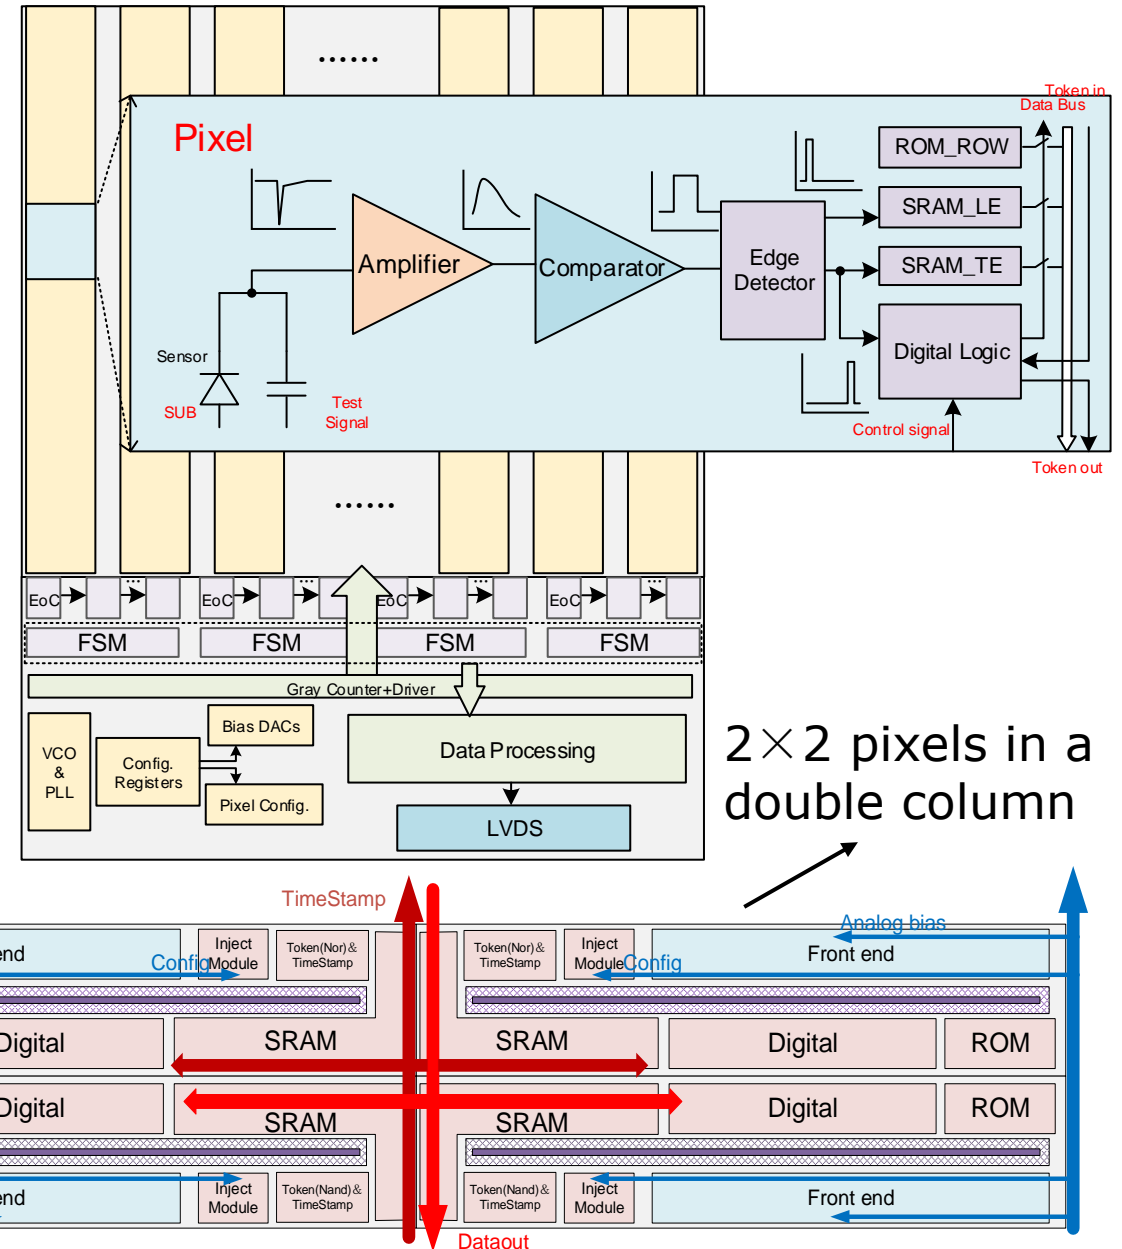 ......
Token in
Data Bus
Pixel
ROM_ROW
SRAM_LE
Amplifier
Comparator
Edge
Detector
SRAM_TE
Digital Logic
Sensor
SUB
Test
Signal
Control signal
Token out
......
EoC
...
EoC
EoC
...
EoC
...
FSM
FSM
FSM
FSM
Gray Counter+Driver
VCO
&
PLL
Config.
Registers
Bias DACs
Pixel Config.
Data Processing
LVDS
2×2 pixels in a
double column
TimeStamp
Analog bias
end
Config
Inject
Module
Token(Nor)&
TimeStamp
Token(Nor)&
TimeStamp
Inject
Module
Config
Front end
Digital
SRAM
SRAM
Digital
ROM
Digital
SRAM
SRAM
Digital
ROM
end
Inject
Module
Token(Nand)&
TimeStamp
Token(Nand)&
TimeStamp
Inject
Module
Front end
Dataout